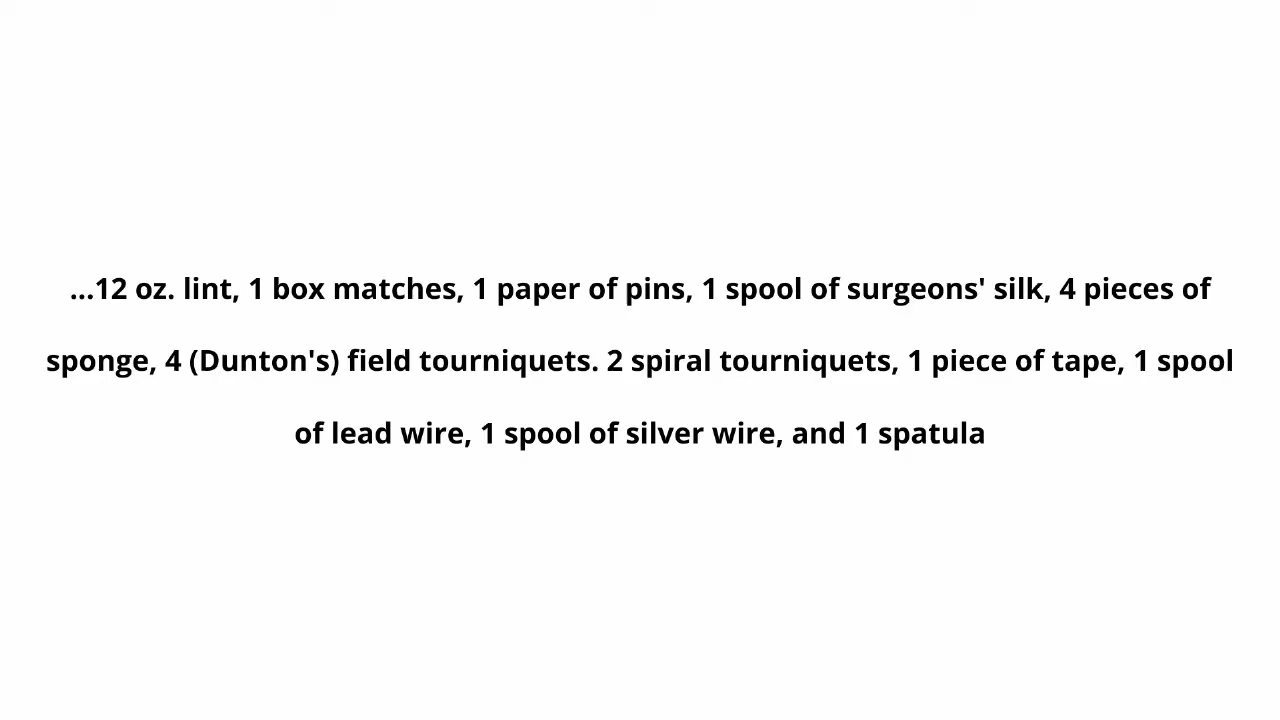 ...12 oz. lint, 1 box matches, 1 paper of pins, 1 spool of surgeons' silk, 4 pieces of
sponge, 4 (Dunton's) field tourniquets. 2 spiral tourniquets, 1 piece of tape, 1 spool
of lead wire, 1 spool of silver wire, and 1 spatula